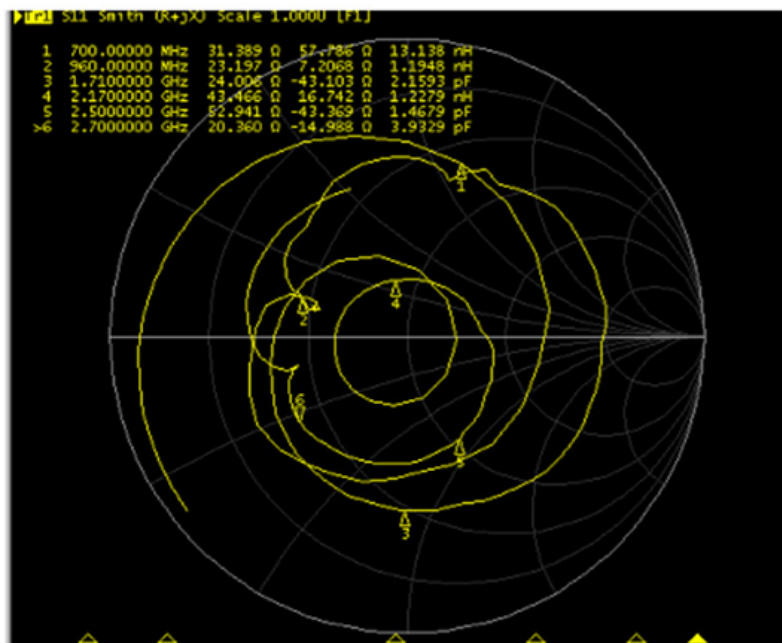 Tr1 S11 Smith (R+jX) Scale 1.000U [F1]
1 700.00000 MHz 31.389 Ω 57.786 Ω 13.138 nH
2 960.00000 MHz 23.197 Ω 7.2068 Ω 1.1948 nH
3 1.7100000 GHz 24.006 Ω -43.103 Ω 2.1593 pF
4 2.1700000 GHz 43.466 Ω 16.742 Ω 1.2279 nH
5 2.5000000 GHz 52.941 Ω -43.369 Ω 1.4679 pF
>6 2.7000000 GHz 20.360 Ω -14.988 Ω 3.9329 pF
1
4
2
6
5
3